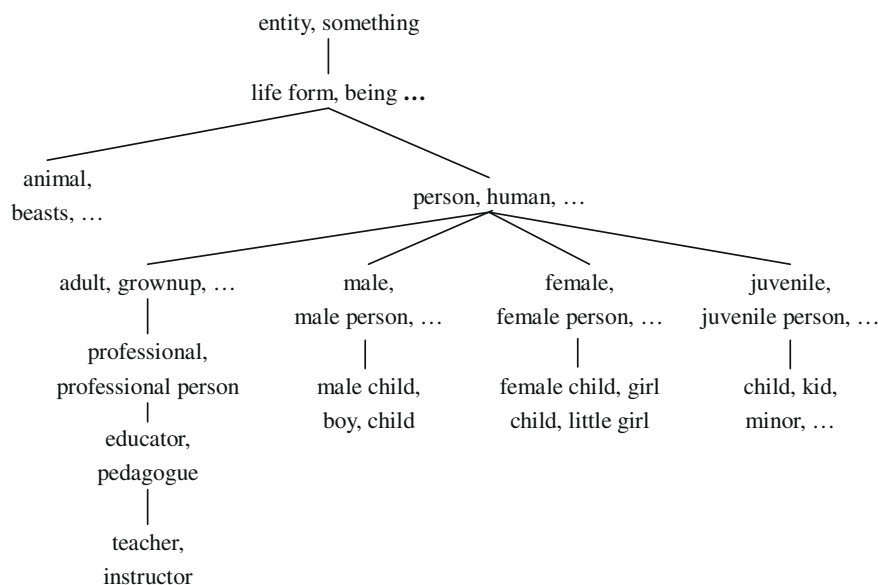 entity, something
life form, being ...
animal,
beasts, …
person, human, …
adult, grownup, …
male,
male person, …
female,
female person, …
juvenile,
juvenile person, …
professional,
professional person
male child,
boy, child
female child, girl
child, little girl
child, kid,
minor, …
educator,
pedagogue
teacher,
instructor